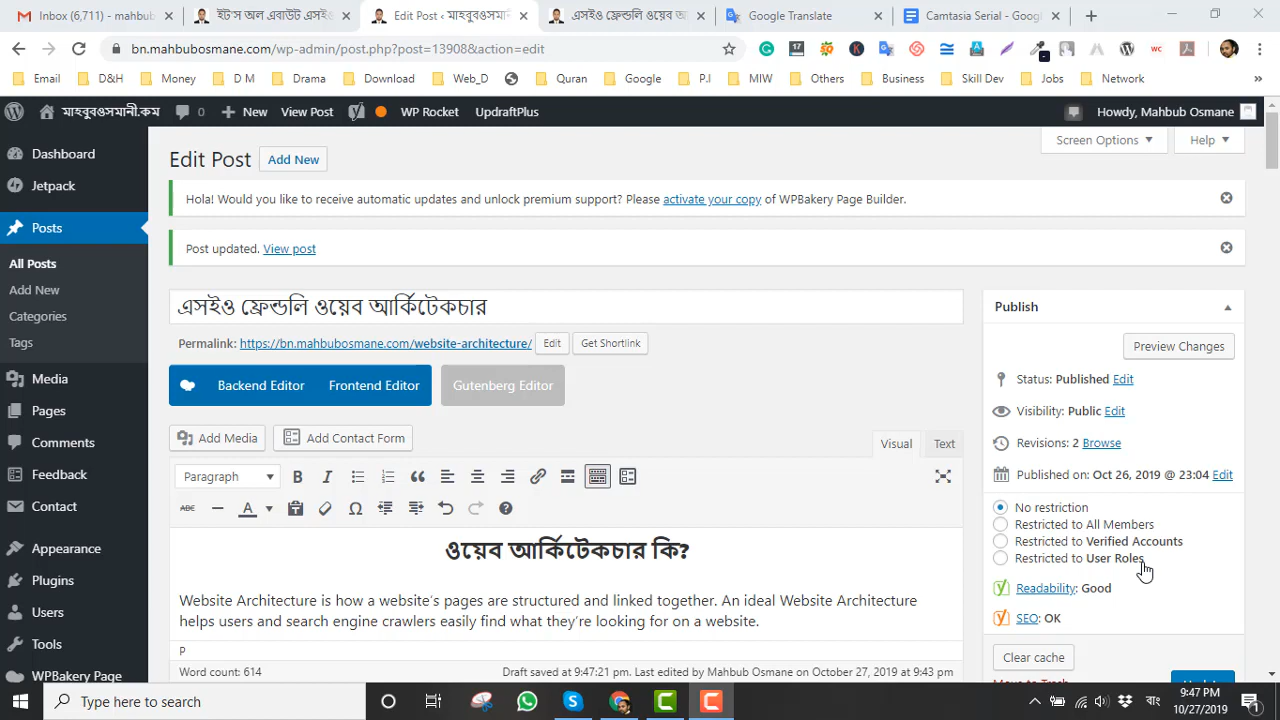 Inbox (6,711) - mahbub
ইট'স অল এবাউট এসই
Edit Post ‹ মাহবুবওসমানী
এসইও ফ্রেন্ডলি ওয়েব আ
Google Translate
Camtasia Serial - Goog
bn.mahbubosmane.com/wp-admin/post.php?post=13908&action=edit
Email D&H Money D M Drama Download Web_D Quran Google P.I MIW Others Business Skill Dev Jobs Network »
মাহবুবওসমানী.কম 0 New View Post WP Rocket UpdraftPlus Howdy, Mahbub Osmane
Dashboard
Jetpack
Posts
All Posts
Add New
Categories
Tags
Media
Pages
Comments
Feedback
Contact
Appearance
Plugins
Users
Tools
WPBakery Page
Screen Options Help
Edit Post Add New
Hola! Would you like to receive automatic updates and unlock premium support? Please activate your copy of WPBakery Page Builder.
Post updated. View post
এসইও ফ্রেন্ডলি ওয়েব আর্কিটেকচার
Permalink: https://bn.mahbubosmane.com/website-architecture/ Edit Get Shortlink
Backend Editor Frontend Editor Gutenberg Editor
Add Media Add Contact Form
Visual Text
Paragraph
ওয়েব আর্কিটেকচার কি?
Website Architecture is how a website's pages are structured and linked together. An ideal Website Architecture
helps users and search engine crawlers easily find what they're looking for on a website.
P
Word count: 614 Draft saved at 9:47:21 pm. Last edited by Mahbub Osmane on October 27, 2019 at 9:43 pm
Publish
Preview Changes
Status: Published Edit
Visibility: Public Edit
Revisions: 2 Browse
Published on: Oct 26, 2019 @ 23:04 Edit
No restriction
Restricted to All Members
Restricted to Verified Accounts
Restricted to User Roles
Readability: Good
SEO: OK
Clear cache
Type here to search
বাং
9:47 PM
10/27/2019
1